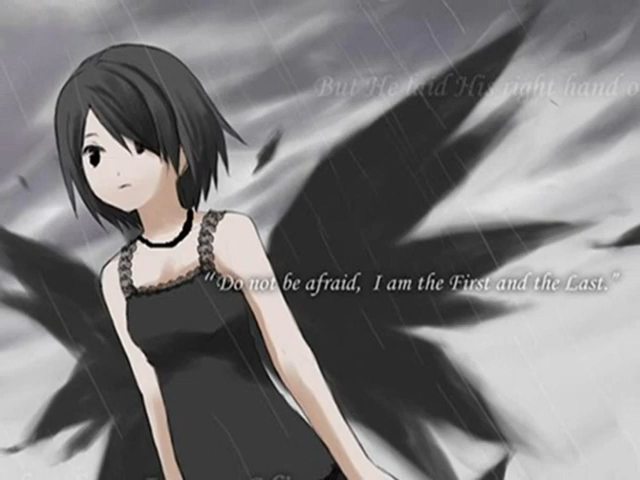 But He laid His right hand o
“Do not be afraid, I am the First and the Last.”